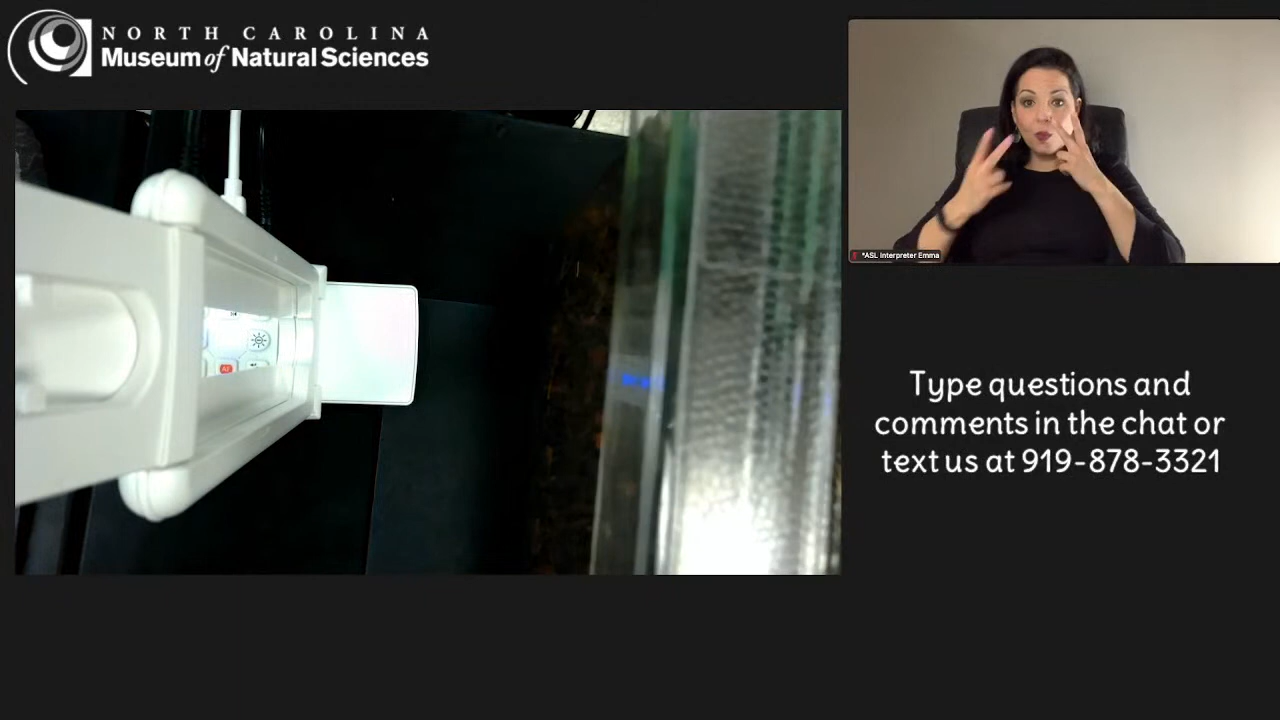 NORTH CAROLINA
Museum of Natural Sciences
*ASL Interpreter Emma
Type questions and
comments in the chat or
text us at 919-878-3321
AF